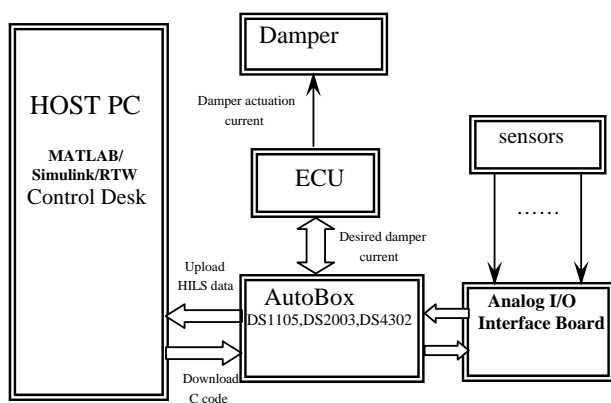 Damper
HOST PC
MATLAB/
Simulink/RTW
Control Desk
Damper actuation
current
sensors
......
ECU
Desired damper
current
Upload
HILS data
AutoBox
DS1105,DS2003,DS4302
Analog I/O
Interface Board
Download
C code